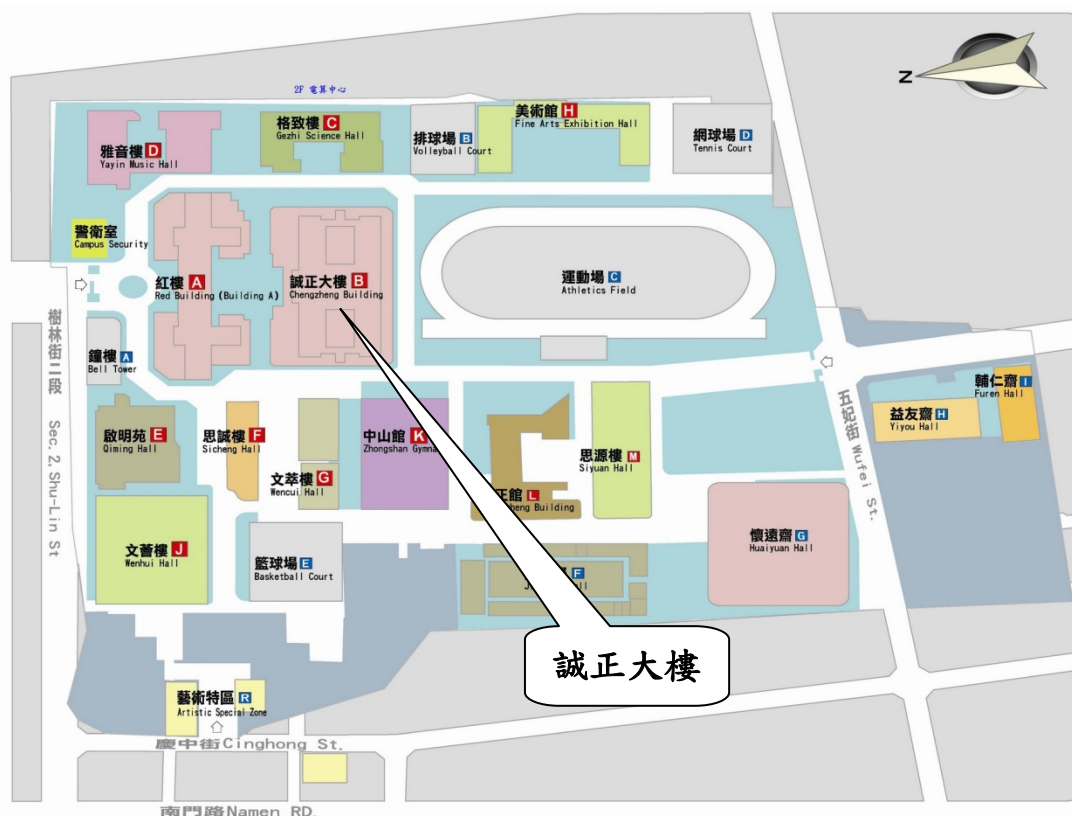 2F 電算中心
N
雅音樓 D
Yayin Music Hall
格致樓 C
Gezhi Science Hall
排球場 B
Volleyball Court
美術館 H
Fine Arts Exhibition Hall
網球場 D
Tennis Court
警衛室
Campus Security
紅樓 A
Red Building (Building A)
誠正大樓 B
Chengzheng Building
運動場 C
Athletics Field
鐘樓 A
Bell Tower
樹林街二段 Sec. 2, Shu-Lin St
啟明苑 E
Qiming Hall
思誠樓 F
Sicheng Hall
文萃樓 G
Wencui Hall
中山館 K
Zhongshan
正館 L
Building
思源樓 M
Siyuan Hall
五妃街 Wufei St.
益友齋 H
Yiyou Hall
輔仁齋 I
Furen Hall
文薈樓 J
Wenhui Hall
籃球場 E
Basketball Court
F
懷遠齋 G
Huaiyuan Hall
誠正大樓
藝術特區 R
Artistic Special Zone
慶中街Cinghong St.
南門路Namen RD.